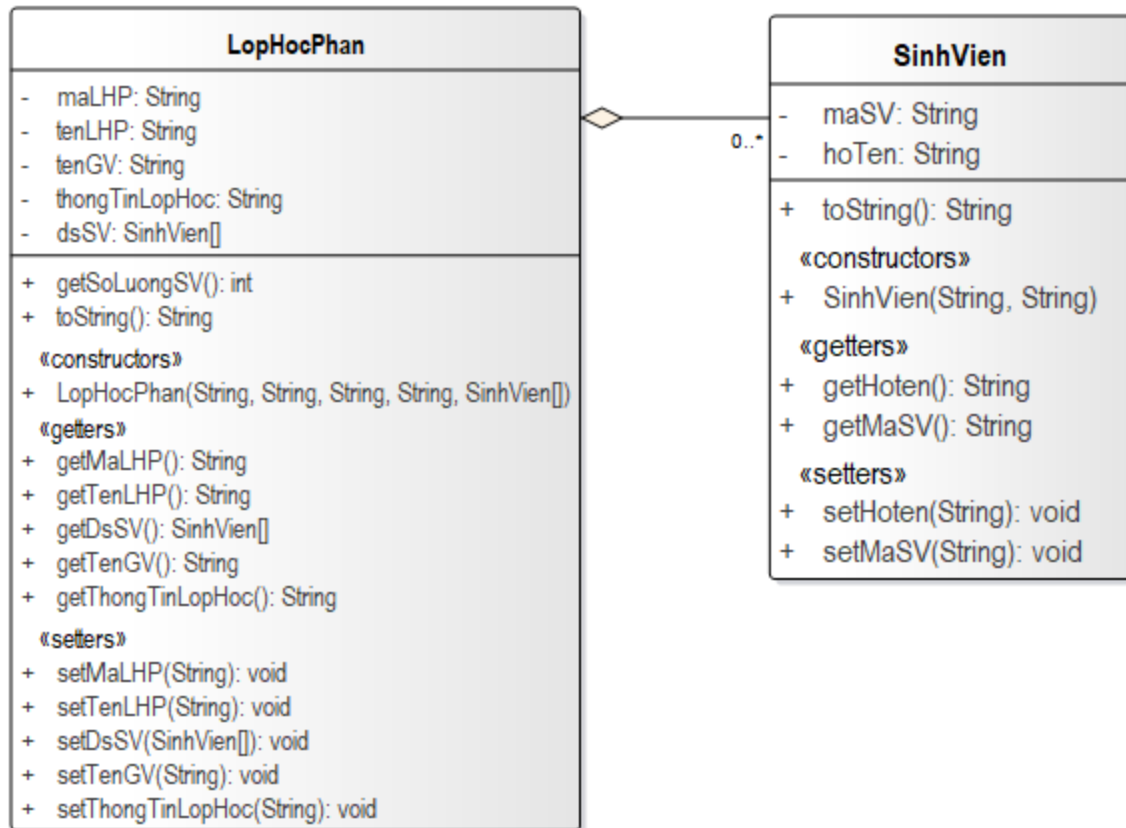 LopHocPhan
- maLHP: String
- tenLHP: String
- tenGV: String
- thongTinLopHoc: String
- dsSV: SinhVien[]
+ getSoLuongSV(): int
+ toString(): String
«constructors»
+ LopHocPhan(String, String, String, String, SinhVien[])
«getters»
+ getMaLHP(): String
+ getTenLHP(): String
+ getDsSV(): SinhVien[]
+ getTenGV(): String
+ getThongTinLopHoc(): String
«setters»
+ setMaLHP(String): void
+ setTenLHP(String): void
+ setDsSV(SinhVien[]): void
+ setTenGV(String): void
+ setThongTinLopHoc(String): void
0..*
SinhVien
- maSV: String
- hoTen: String
+ toString(): String
«constructors»
+ SinhVien(String, String)
«getters»
+ getHoten(): String
+ getMaSV(): String
«setters»
+ setHoten(String): void
+ setMaSV(String): void